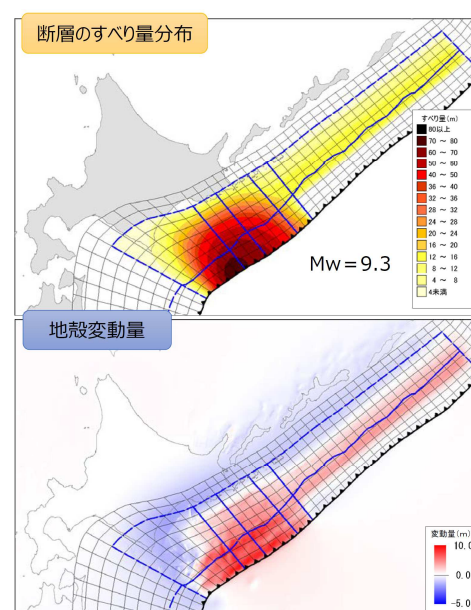 断層のすべり量分布
すべり量(m)
80以上
70 ～ 80
60 ～ 70
50 ～ 60
40 ～ 50
36 ～ 40
32 ～ 36
28 ～ 32
24 ～ 28
20 ～ 24
16 ～ 20
12 ～ 16
8 ～ 12
4 ～ 8
4未満
Mw＝9.3
地殻変動量
変動量(m)
10.0
0.0
-5.0